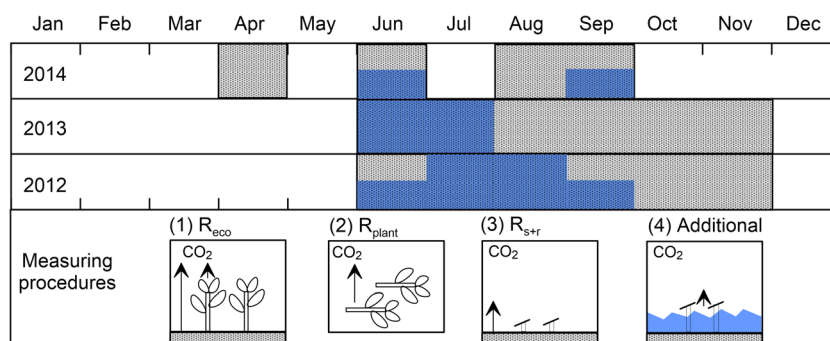 Jan Feb Mar Apr May Jun Jul Aug Sep Oct Nov Dec
2014
2013
2012
(1) Reco (2) Rplant (3) Rs+r (4) Additional
Measuring
procedures
CO2 CO2 CO2 CO2